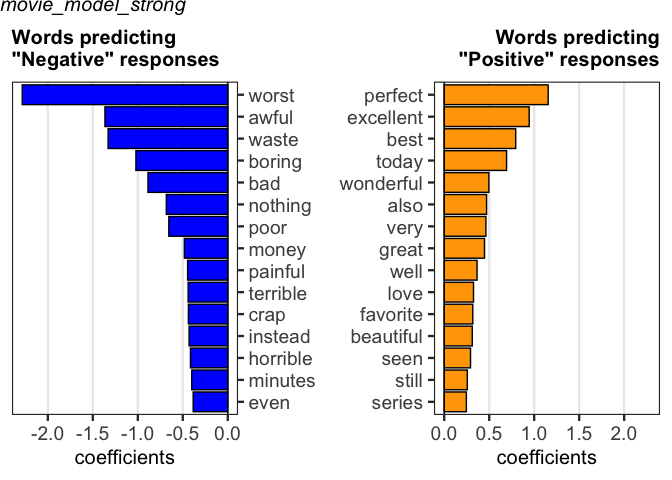 movie_model_strong
Words predicting
"Negative" responses
worst
awful
waste
boring
bad
nothing
poor
money
painful
terrible
crap
instead
horrible
minutes
even
-2.0 -1.5 -1.0 -0.5 0.0
coefficients
Words predicting
"Positive" responses
perfect
excellent
best
today
wonderful
also
very
great
well
love
favorite
beautiful
seen
still
series
0.0 0.5 1.0 1.5 2.0
coefficients